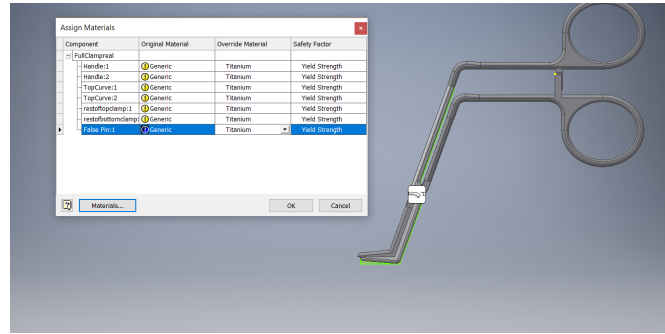 Assign Materials
Component Original Material Override Material Safety Factor
FullClampreal
Handle:1 Generic Titanium Yield Strength
Handle:2 Generic Titanium Yield Strength
TopCurve:1 Generic Titanium Yield Strength
TopCurve:2 Generic Titanium Yield Strength
restoftopclamp:1 Generic Titanium Yield Strength
restofbottomclamp: Generic Titanium Yield Strength
False Pin:1 Generic Titanium Yield Strength
Materials... OK Cancel